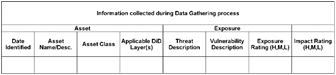 Information collected during Data Gathering process
Asset Exposure
Date Identified Asset Name/Desc. Asset Class Applicable DiD Layer(s) Threat Description Vulnerability Description Exposure Rating (H,M,L) Impact Rating (H,M,L)